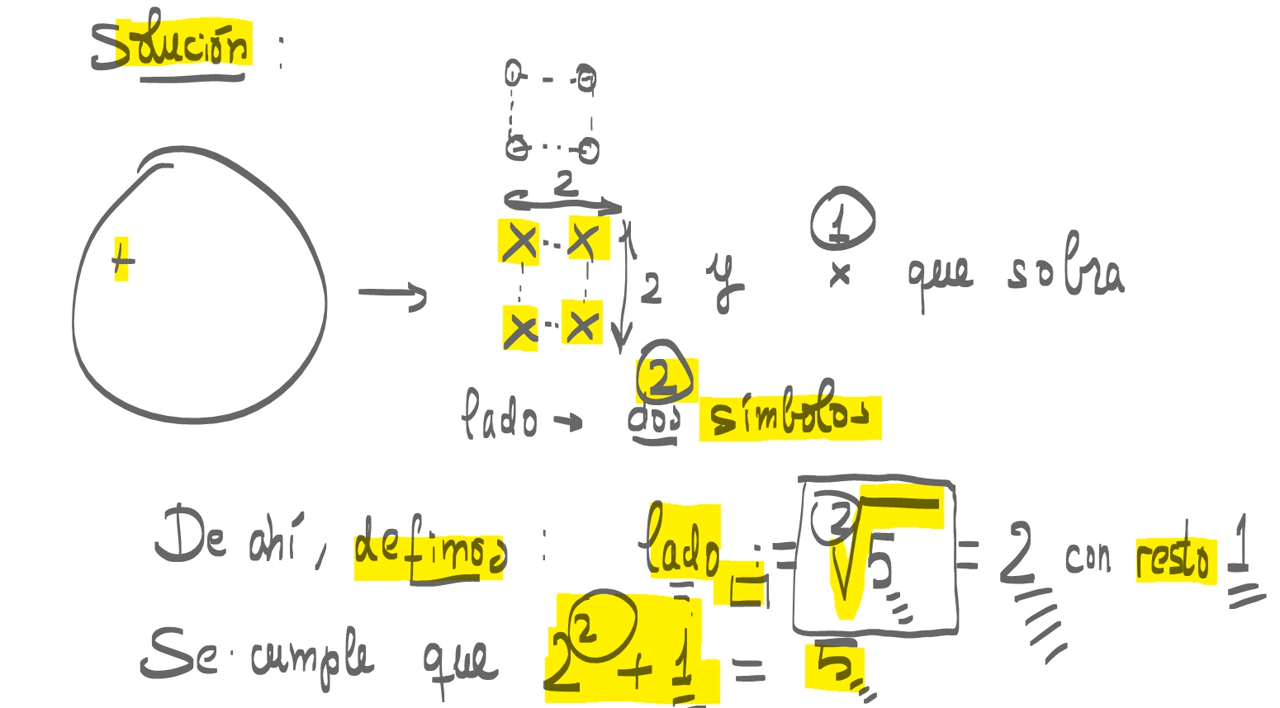 Solución :
2
x x 1
+ 2 y x que sobra
x x
2
lado → dos símbolos
De ahí, defimos : lado□ := ²√5 = 2 con resto 1
Se cumple que 2² + 1 = 5